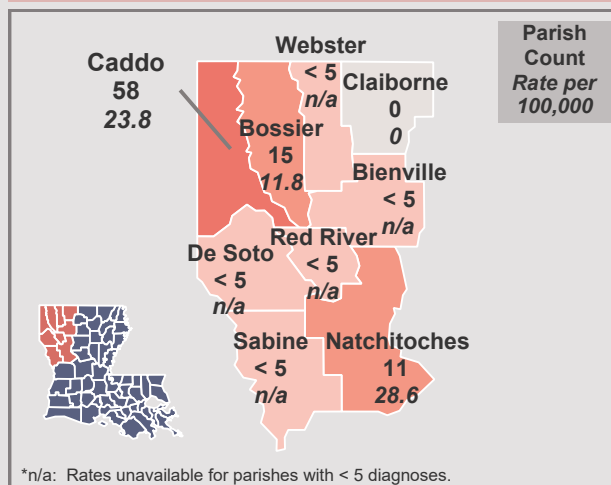 Parish
Count
Rate per
100,000
Webster
< 5
n/a
Caddo
58
23.8
Claiborne
0
0
Bossier
15
11.8
Bienville
< 5
n/a
Red River
< 5
n/a
De Soto
< 5
n/a
Sabine
< 5
n/a
Natchitoches
11
28.6
*n/a: Rates unavailable for parishes with < 5 diagnoses.